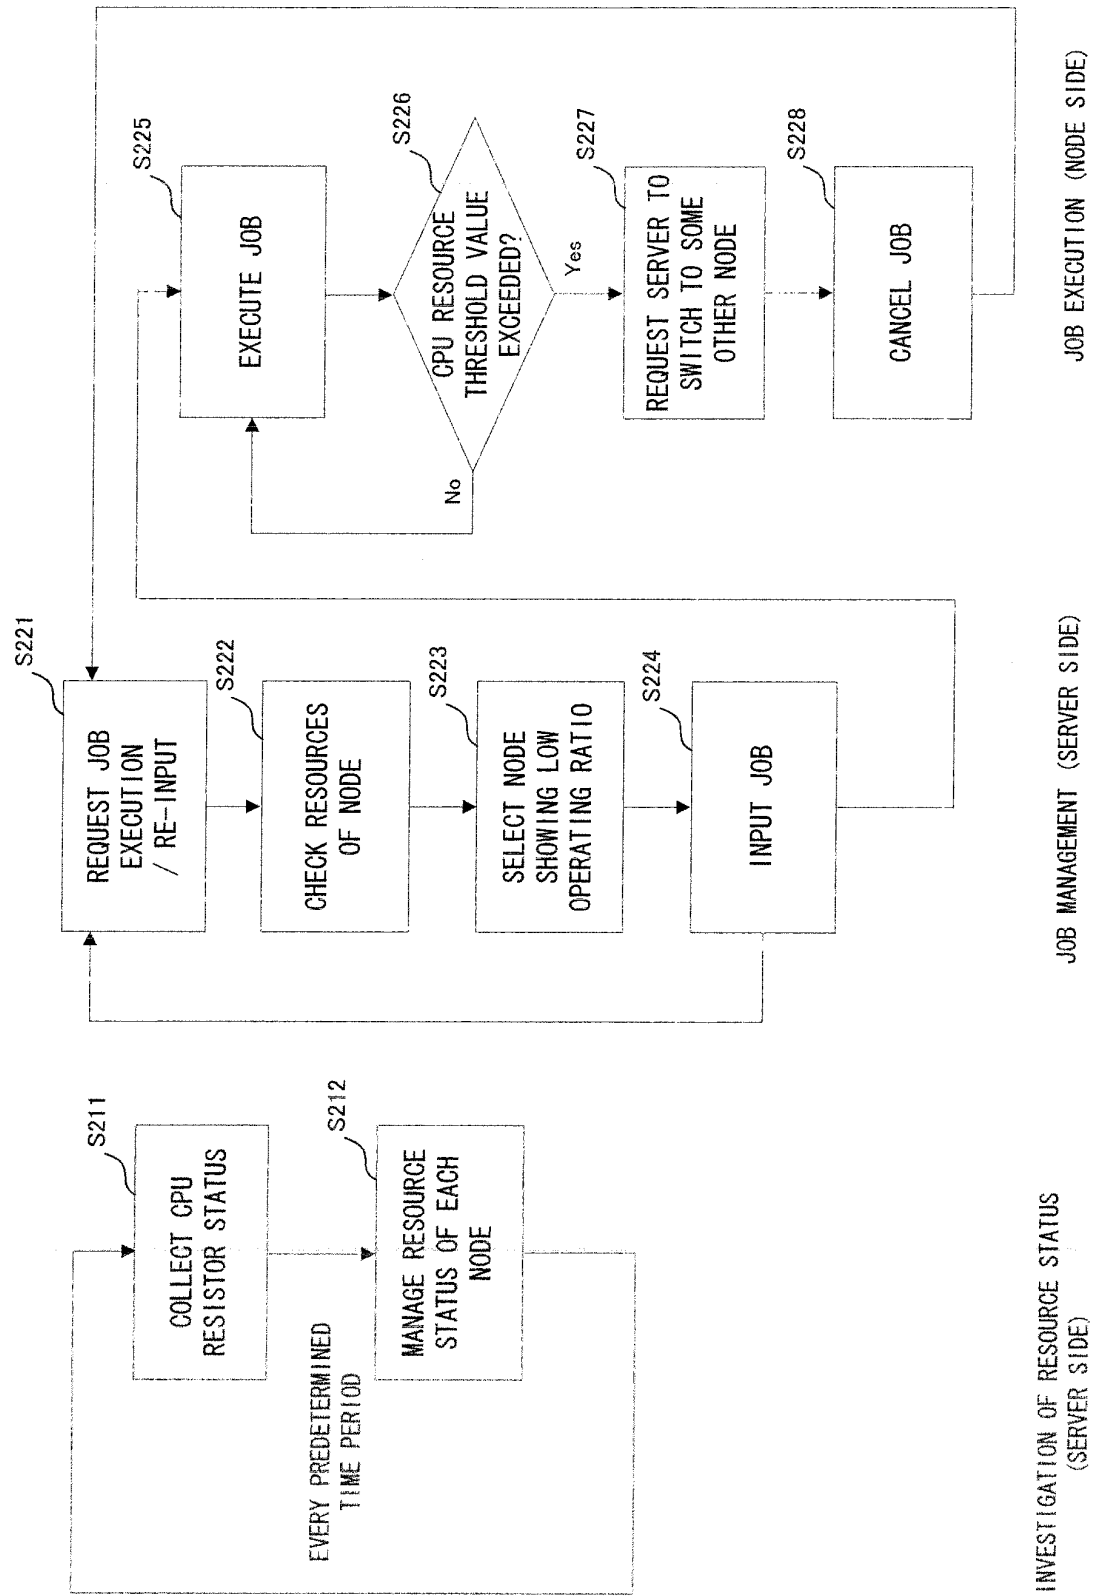 S211
COLLECT CPU
RESISTOR STATUS
EVERY PREDETERMINED
TIME PERIOD
S212
MANAGE RESOURCE
STATUS OF EACH
NODE
INVESTIGATION OF RESOURCE STATUS
(SERVER SIDE)
S221
REQUEST JOB
EXECUTION
/ RE-INPUT
S222
CHECK RESOURCES
OF NODE
S223
SELECT NODE
SHOWING LOW
OPERATING RATIO
S224
INPUT JOB
JOB MANAGEMENT (SERVER SIDE)
S225
EXECUTE JOB
S226
CPU RESOURCE
THRESHOLD VALUE
EXCEEDED?
No
Yes
S227
REQUEST SERVER TO
SWITCH TO SOME
OTHER NODE
S228
CANCEL JOB
JOB EXECUTION (NODE SIDE)